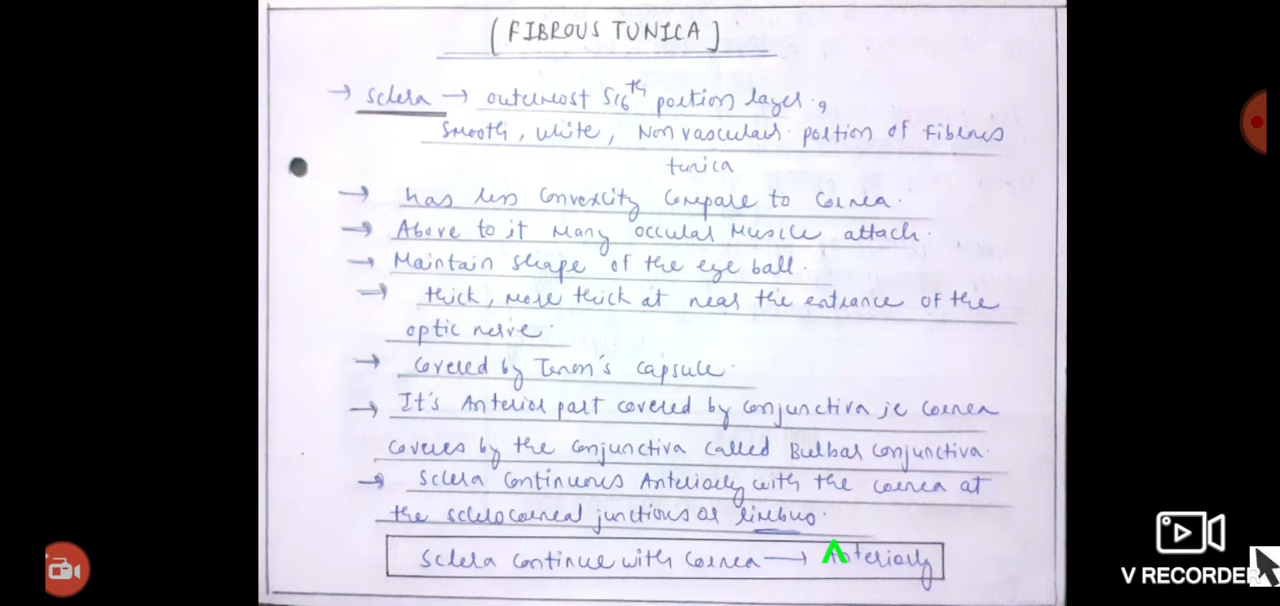 ( FIBROUS TUNICA ]
→ Sclera → outermost 5/6th portion layer,
smooth, white, Nonvascular portion of Fibrous
tunica
→ has less convexcity compare to cornea.
→ Above to it Many occular Muscle attach.
→ Maintain shape of the eye ball.
→ thick, more thick at near the entrance of the
optic nerve.
→ covered by Tenon's capsule.
→ It's Anterior part covered by conjunctiva ie cornea
covers by the conjunctiva called Bulbar conjunctiva.
→ Sclera continuous Anteriorly with the cornea at
the sclerocorneal junctions or limbus.
Sclera continue with cornea → Anteriorly
V RECORDER